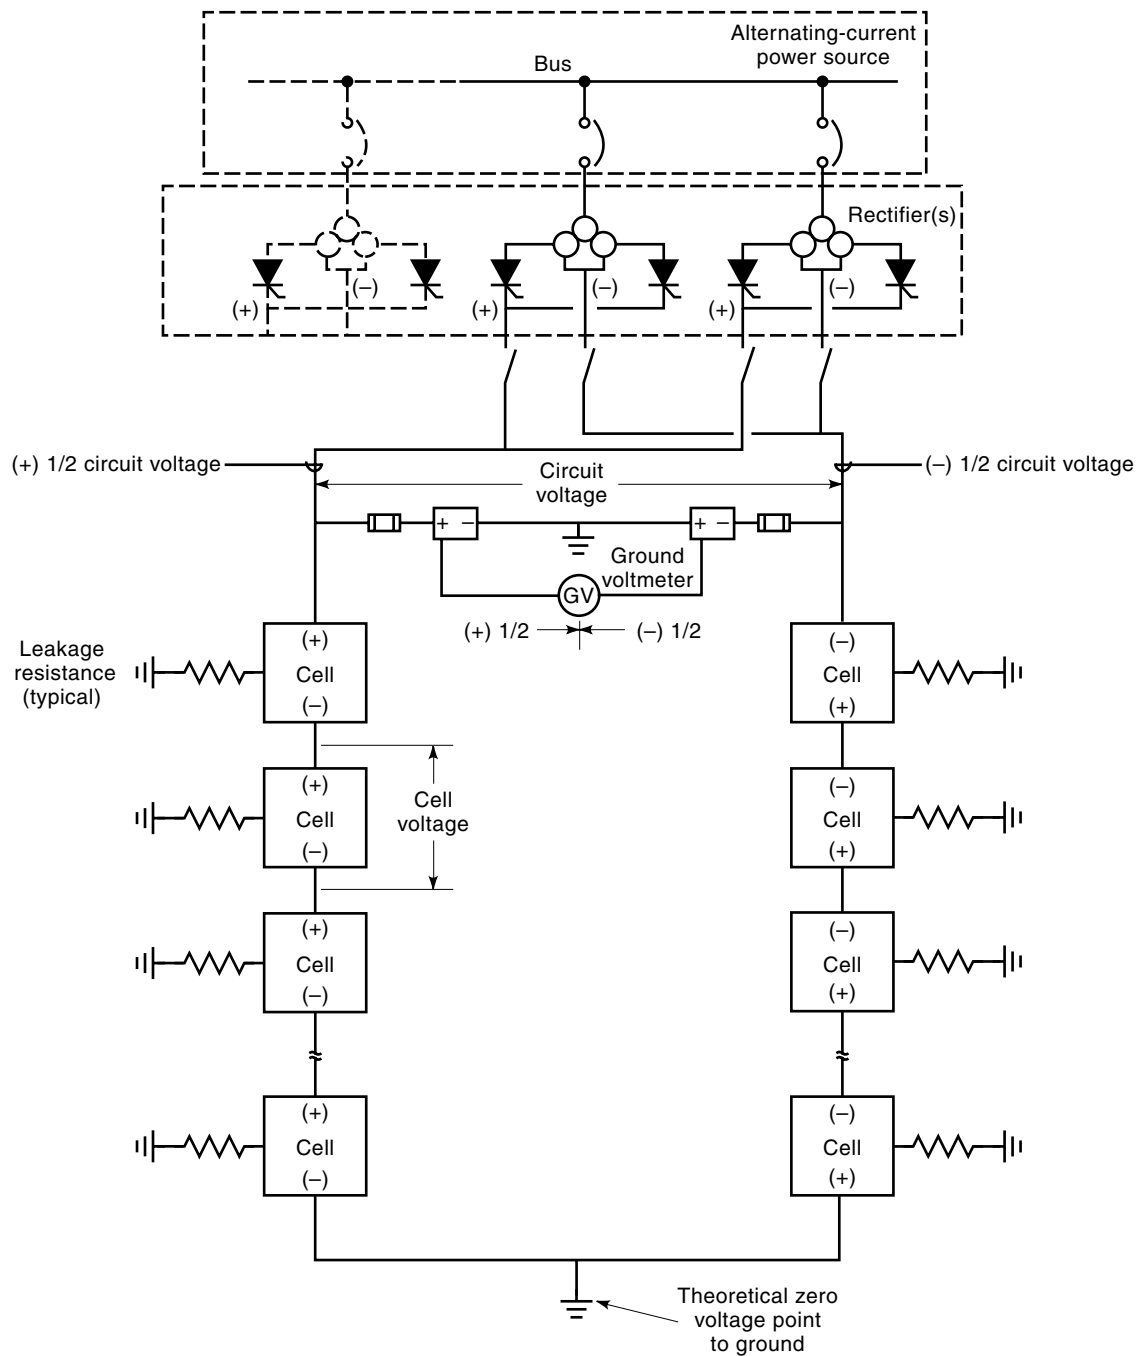 Alternating-current
power source
Bus
Rectifier(s)
(–)
(–)
(–)
(+)
(+)
(+)
(+) 1/2 circuit voltage
Circuit
voltage
(–) 1/2 circuit voltage
+ –
+ –
Ground
voltmeter
GV
(+) 1/2
(–) 1/2
Leakage
resistance
(typical)
(+)
Cell
(–)
(–)
Cell
(+)
(+)
Cell
(–)
Cell
voltage
(–)
Cell
(+)
(+)
Cell
(–)
(–)
Cell
(+)
(+)
Cell
(–)
(–)
Cell
(+)
Theoretical zero
voltage point
to ground